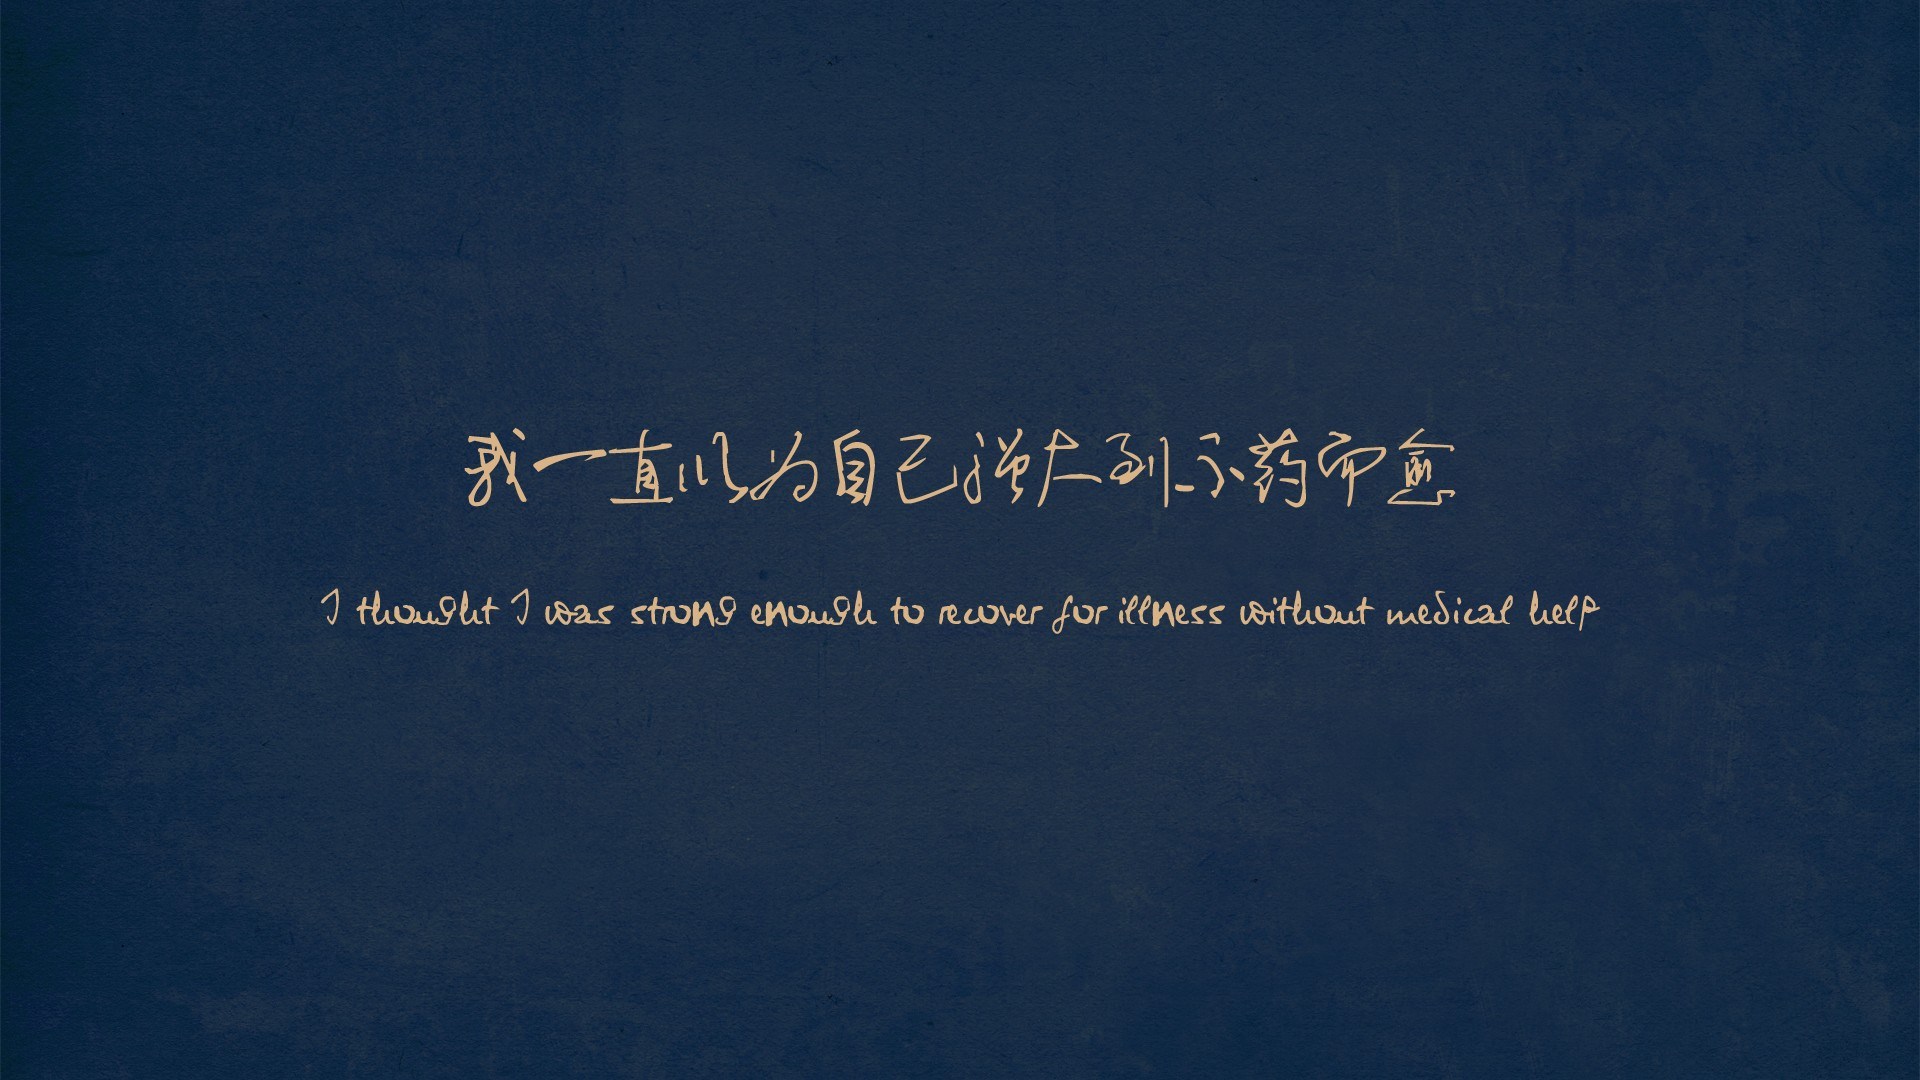 我一直以为自己强大到不药而愈
I thought I was strong enough to recover for illness without medical help